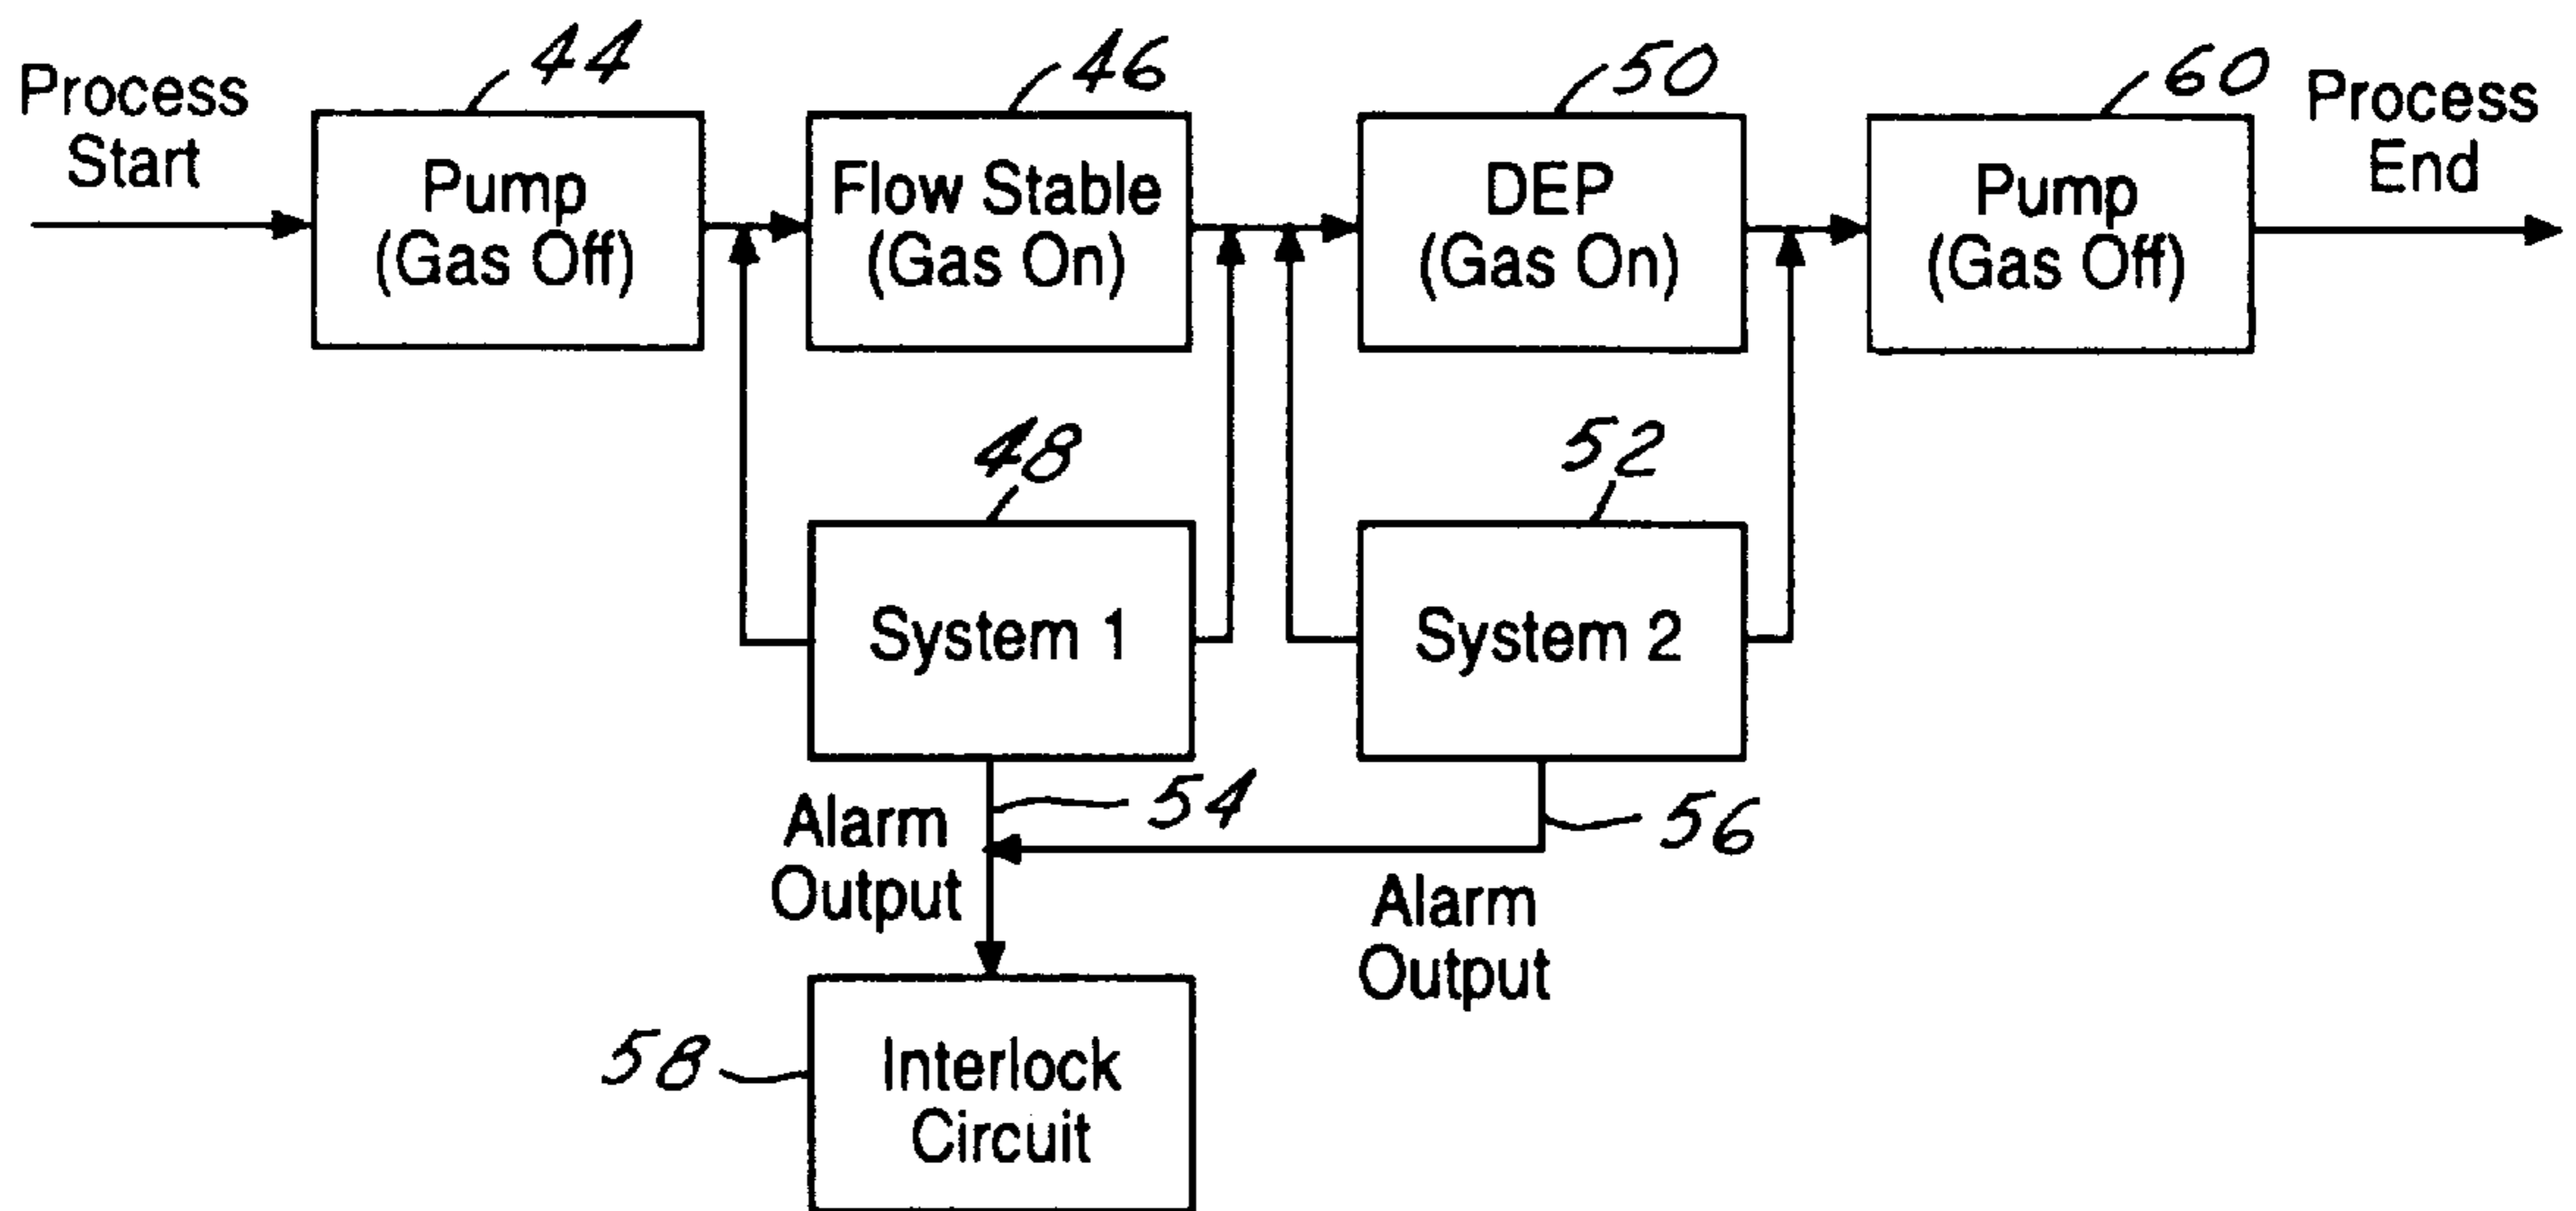 44
46
50
60
Process
Start
Process
End
Pump
(Gas Off)
Flow Stable
(Gas On)
DEP
(Gas On)
Pump
(Gas Off)
48
52
System 1
System 2
54
56
Alarm
Output
Alarm
Output
58
Interlock
Circuit